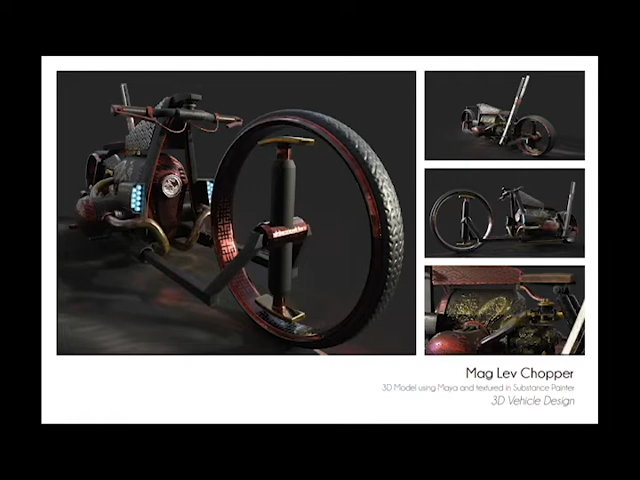 Mag Lev Chopper
3D Model using Maya and textured in Substance Painter
3D Vehicle Design